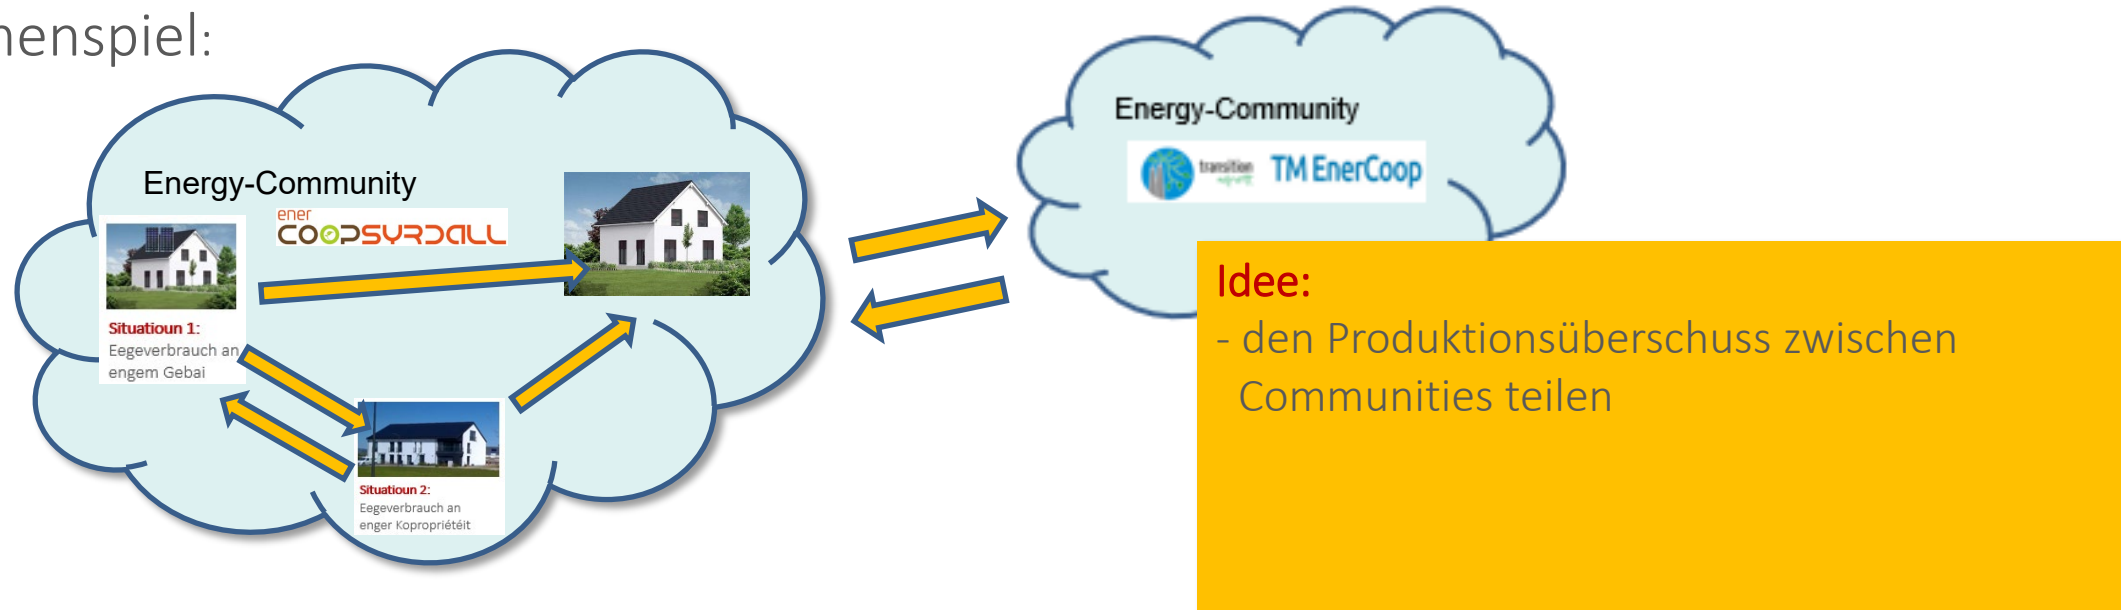 nenspiel:
Energy-Community
ener
COOPSYRDALL
Situatioun 1:
Eegeverbrauch an
engem Gebai
Situatioun 2:
Eegeverbrauch an
enger Kopropriétéit
Energy-Community
transition
TM EnerCoop
Idee:
- den Produktionsüberschuss zwischen
Communities teilen